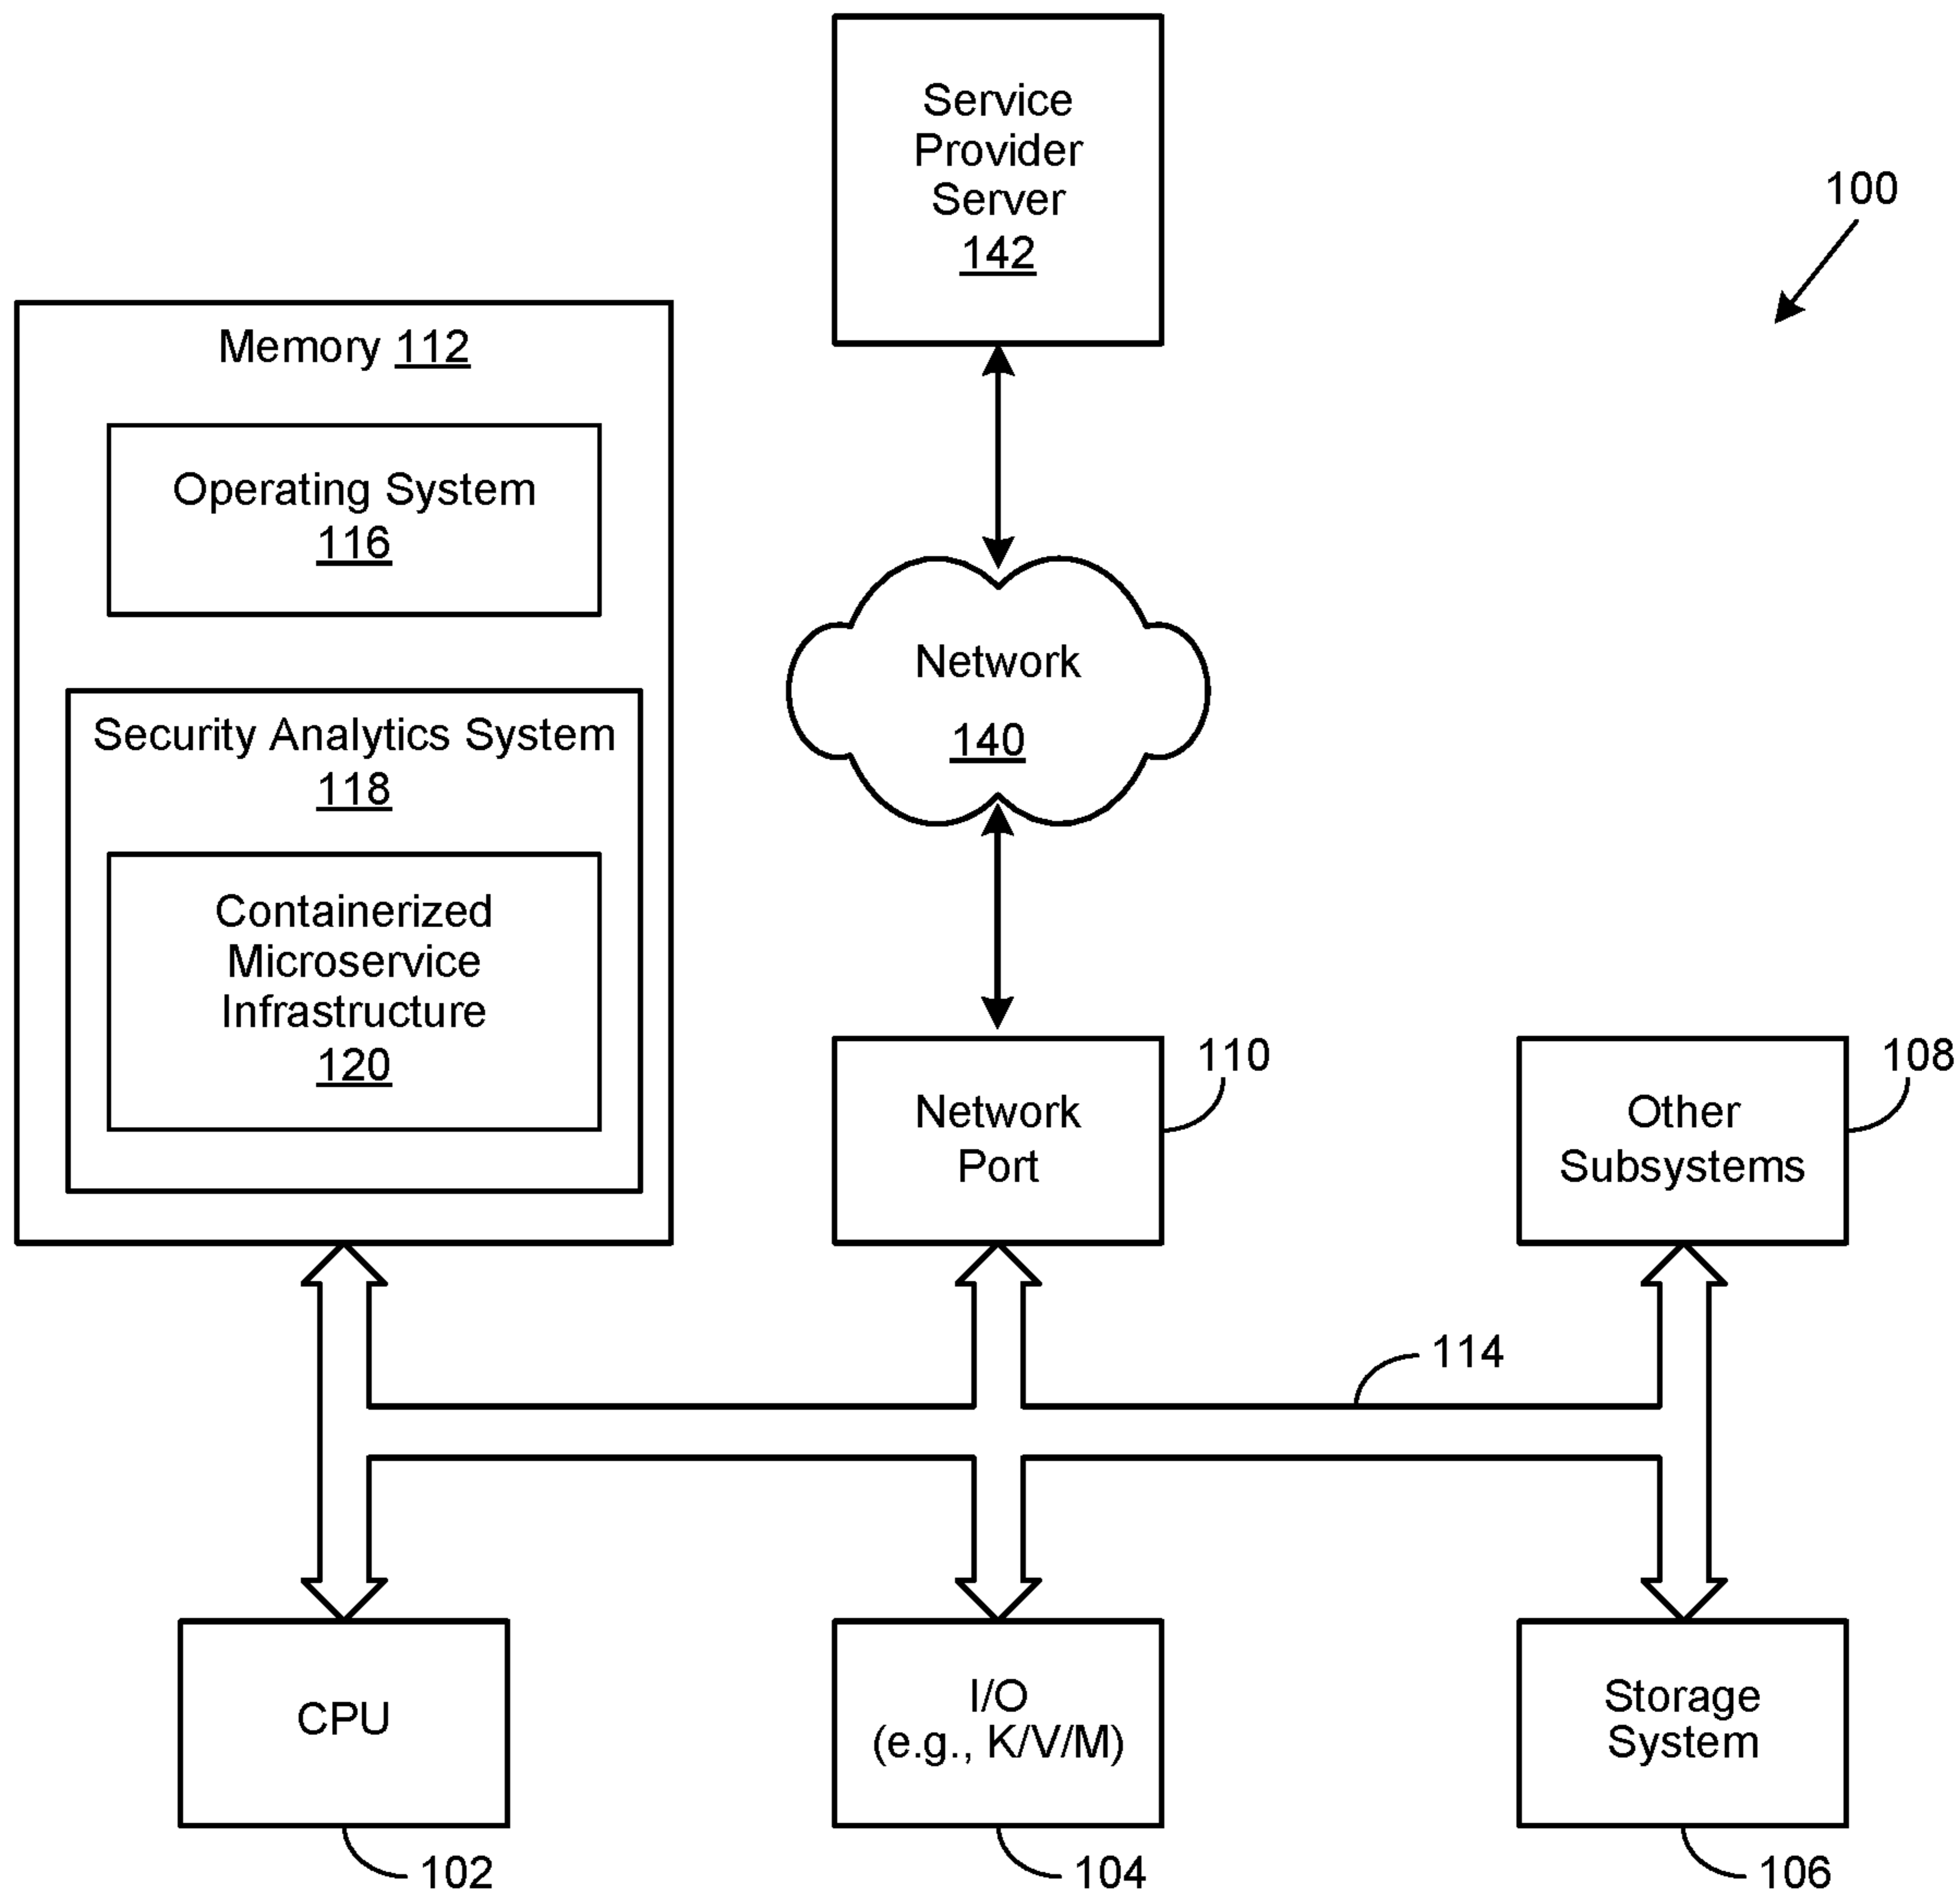 Service
Provider
Server
142
100
Memory 112
Operating System
116
Security Analytics System
118
Containerized
Microservice
Infrastructure
120
Network
140
Network
Port
110
Other
Subsystems
108
114
CPU
102
I/O
(e.g., K/V/M)
104
Storage
System
106